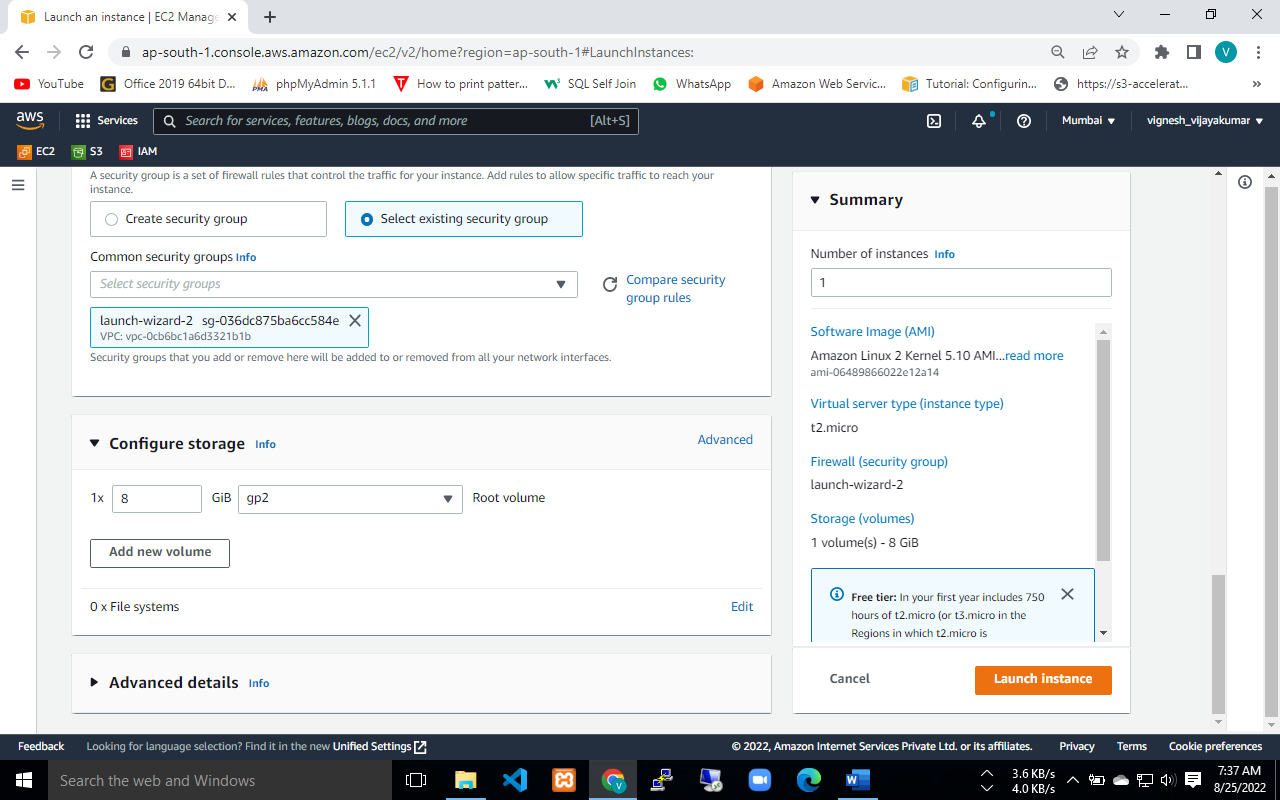 Launch an instance | EC2 Manage
ap-south-1.console.aws.amazon.com/ec2/v2/home?region=ap-south-1#LaunchInstances:
V
YouTube
Office 2019 64bit D...
phpMyAdmin 5.1.1
How to print patter...
SQL Self Join
WhatsApp
Amazon Web Servic...
Tutorial: Configurin...
https://s3-accelerat...
»
aws
Services
Search for services, features, blogs, docs, and more
[Alt+S]
Mumbai
vignesh_vijayakumar
EC2
S3
IAM
A security group is a set of firewall rules that control the traffic for your instance. Add rules to allow specific traffic to reach your
instance.
Create security group
Select existing security group
Common security groups Info
Select security groups
Compare security
group rules
launch-wizard-2 sg-036dc875ba6cc584e
VPC: vpc-0cb6bc1a6d3321b1b
Security groups that you add or remove here will be added to or removed from all your network interfaces.
Configure storage Info
Advanced
1x 8 GiB gp2 Root volume
Add new volume
0 x File systems
Edit
Advanced details Info
Summary
Number of instances Info
1
Software Image (AMI)
Amazon Linux 2 Kernel 5.10 AMI...read more
ami-06489866022e12a14
Virtual server type (instance type)
t2.micro
Firewall (security group)
launch-wizard-2
Storage (volumes)
1 volume(s) - 8 GiB
Free tier: In your first year includes 750
hours of t2.micro (or t3.micro in the
Regions in which t2.micro is
Cancel
Launch instance
Feedback
Looking for language selection? Find it in the new Unified Settings
© 2022, Amazon Internet Services Private Ltd. or its affiliates.
Privacy
Terms
Cookie preferences
Search the web and Windows
3.6 KB/s
4.0 KB/s
7:37 AM
8/25/2022